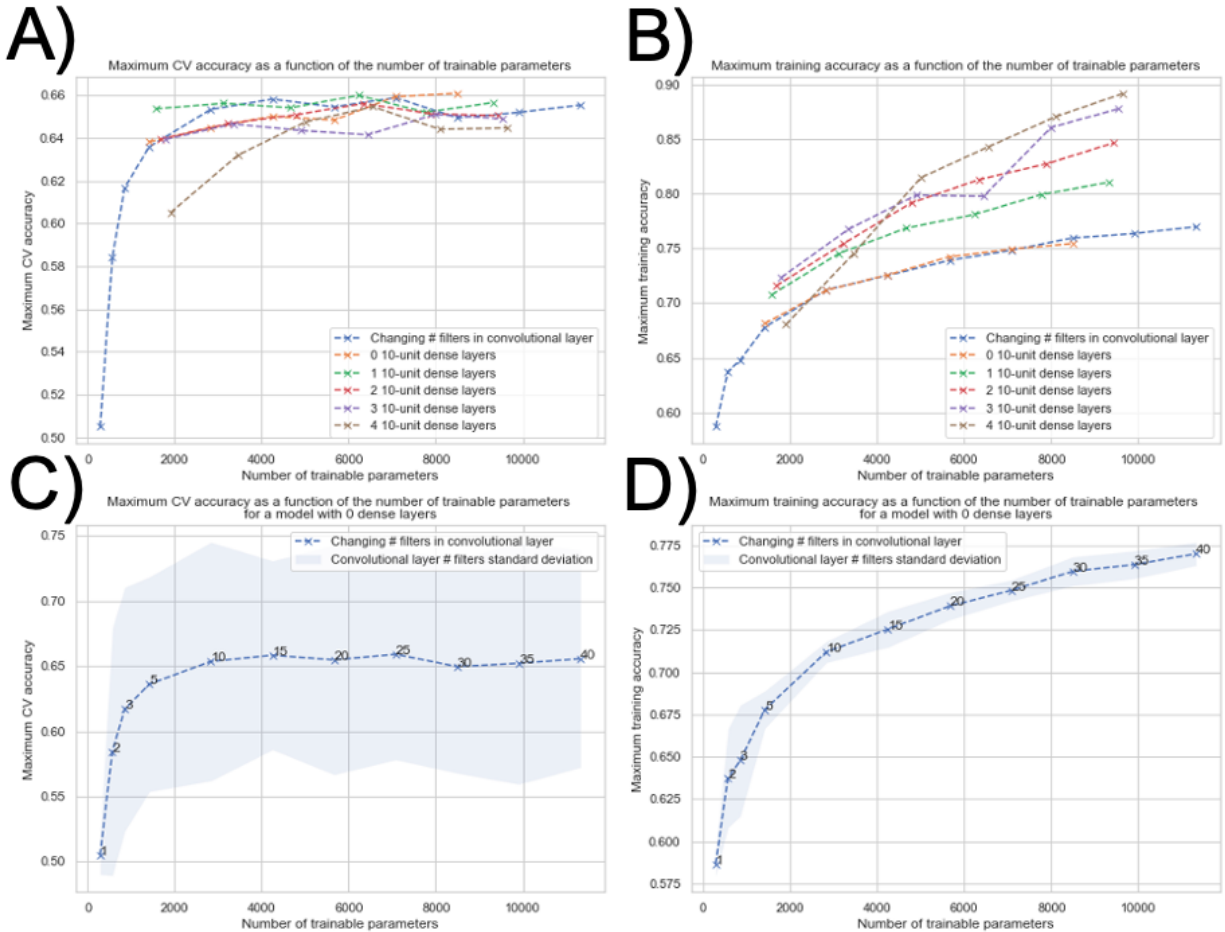 A)
Maximum CV accuracy as a function of the number of trainable parameters
Maximum CV accuracy
0.66
0.64
0.62
0.60
0.58
0.56
0.54
0.52
0.50
Changing # filters in convolutional layer
0 10-unit dense layers
1 10-unit dense layers
2 10-unit dense layers
3 10-unit dense layers
4 10-unit dense layers
0 2000 4000 6000 8000 10000
Number of trainable parameters
B)
Maximum training accuracy as a function of the number of trainable parameters
Maximum training accuracy
0.90
0.85
0.80
0.75
0.70
0.65
0.60
Changing # filters in convolutional layer
0 10-unit dense layers
1 10-unit dense layers
2 10-unit dense layers
3 10-unit dense layers
4 10-unit dense layers
0 2000 4000 6000 8000 10000
Number of trainable parameters
C)
Maximum CV accuracy as a function of the number of trainable parameters
for a model with 0 dense layers
Maximum CV accuracy
0.75
0.70
0.65
0.60
0.55
0.50
Changing # filters in convolutional layer
Convolutional layer # filters standard deviation
1 2 3 5 10 15 20 25 30 35 40
0 2000 4000 6000 8000 10000
Number of trainable parameters
D)
Maximum training accuracy as a function of the number of trainable parameters
for a model with 0 dense layers
Maximum training accuracy
0.775
0.750
0.725
0.700
0.675
0.650
0.625
0.600
0.575
Changing # filters in convolutional layer
Convolutional layer # filters standard deviation
1 2 3 5 10 15 20 25 30 35 40
0 2000 4000 6000 8000 10000
Number of trainable parameters